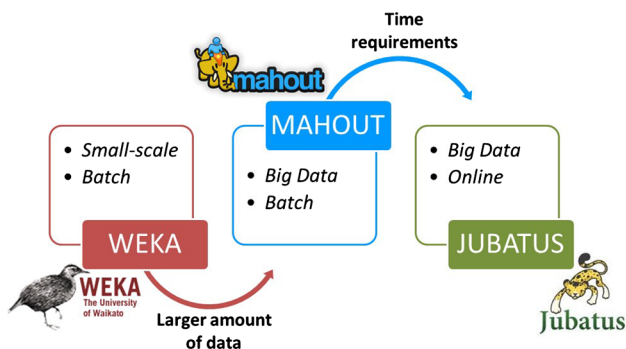 Time
requirements
mahout
MAHOUT
• Small-scale
• Batch
• Big Data
• Batch
• Big Data
• Online
WEKA
JUBATUS
WEKA
The University
of Waikato
Larger amount
of data
Jubatus